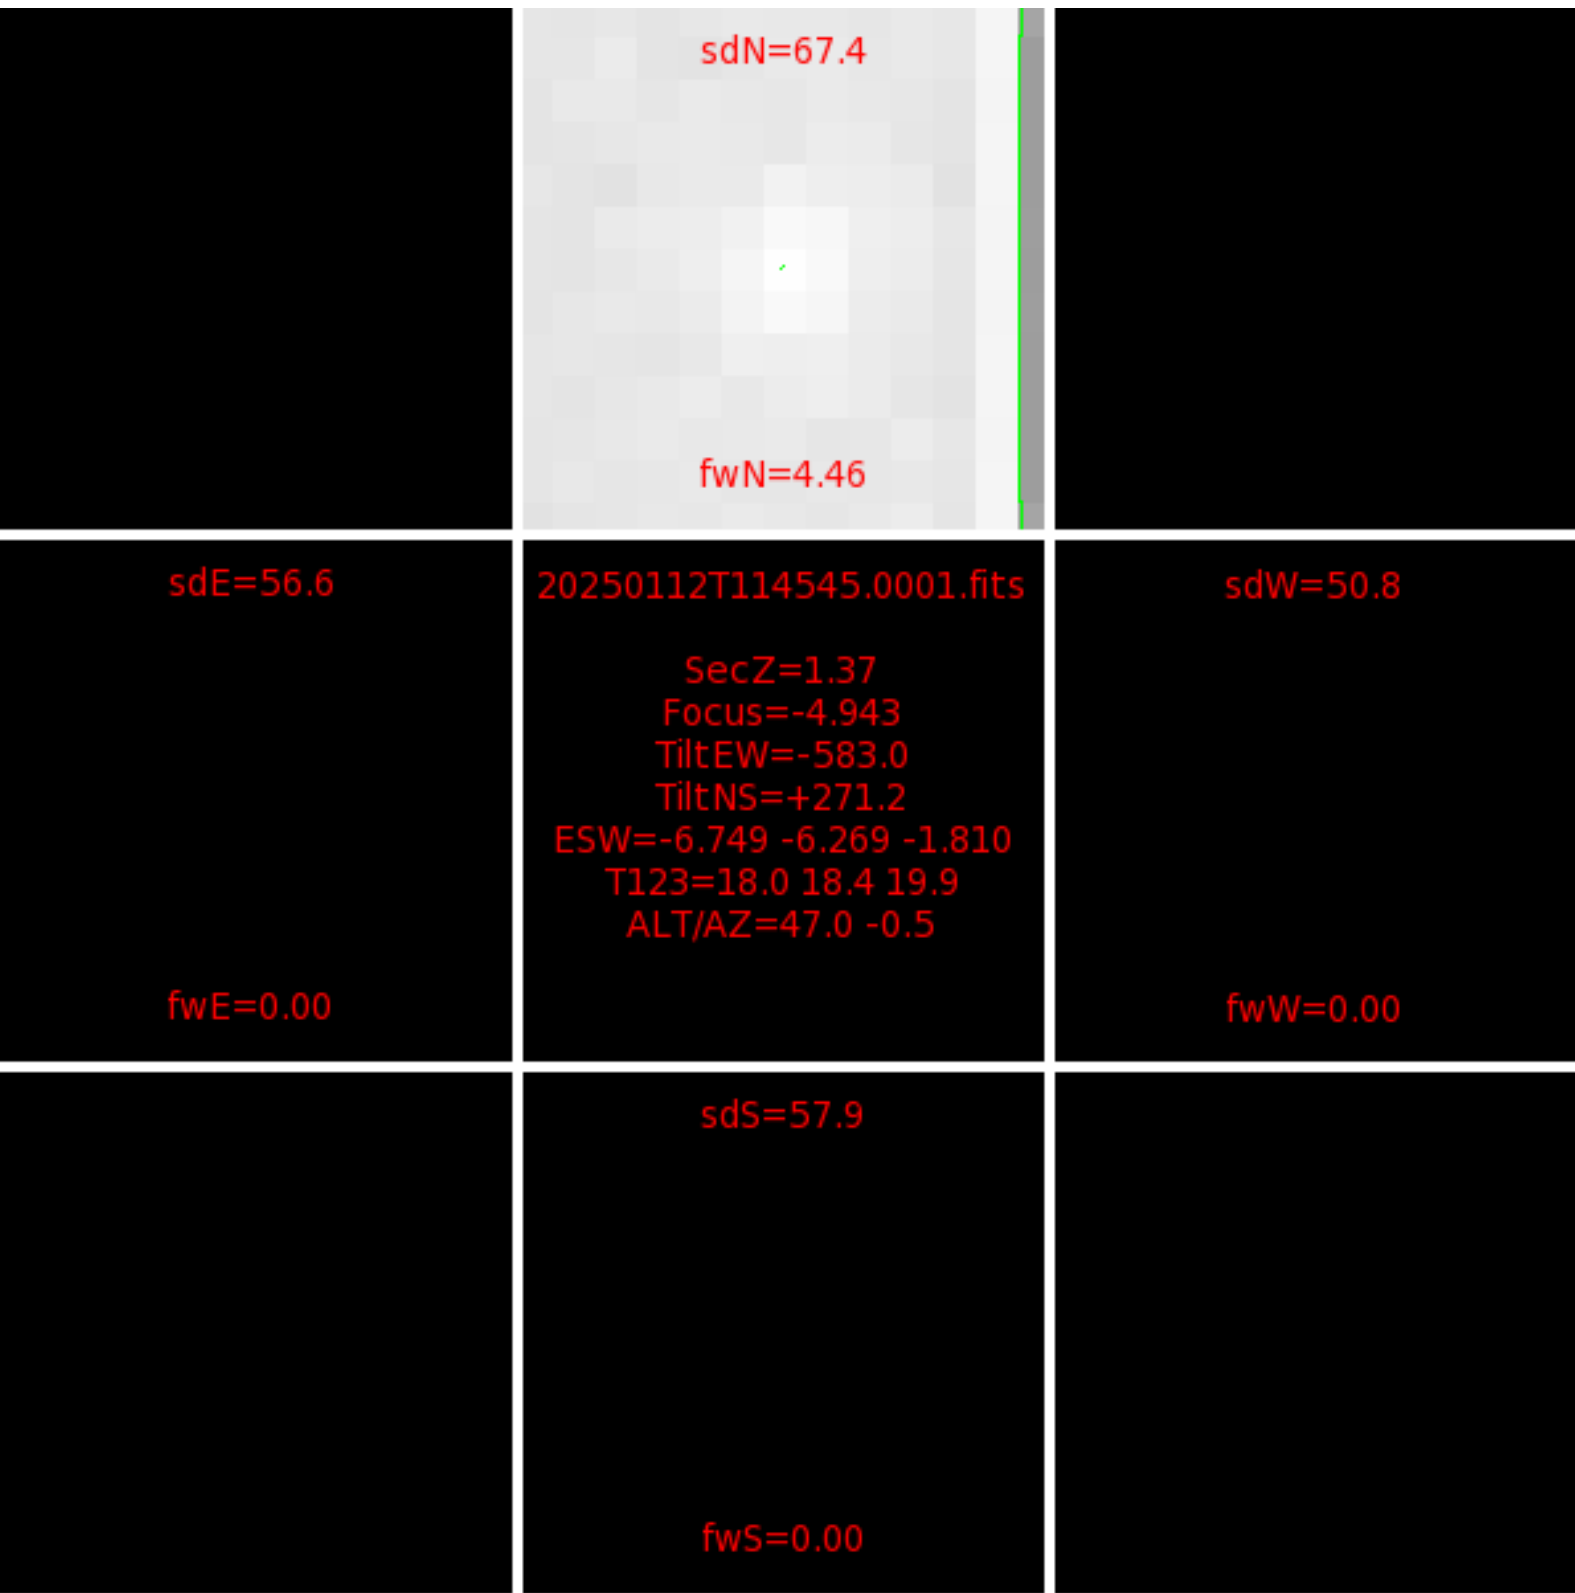 sdN=67.4
fwN=4.46
sdE=56.6
20250112T114545.0001.fits
sdW=50.8
SecZ=1.37
Focus=-4.943
TiltEW=-583.0
TiltNS=+271.2
ESW=-6.749 -6.269 -1.810
T123=18.0 18.4 19.9
ALT/AZ=47.0 -0.5
fwE=0.00
fwW=0.00
sdS=57.9
fwS=0.00